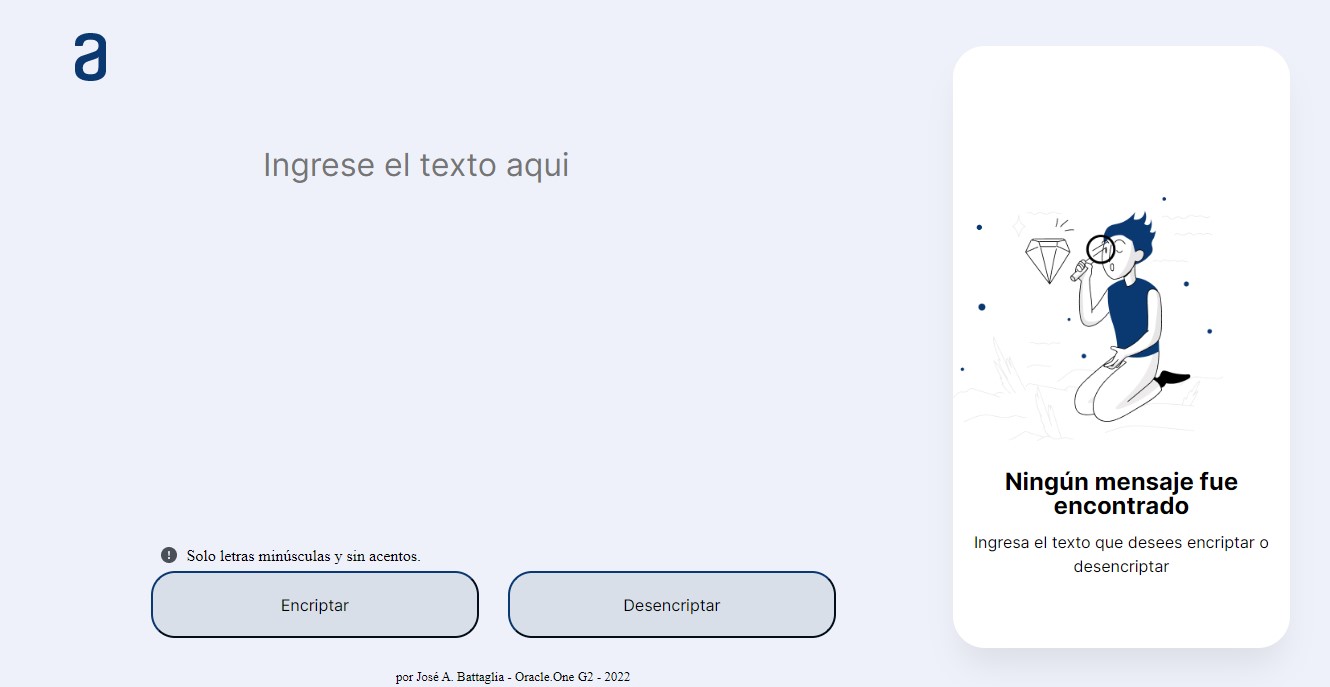 a
Ingrese el texto aqui
Solo letras minúsculas y sin acentos.
Encriptar
Desencriptar
por José A. Battaglia - Oracle.One G2 - 2022
Ningún mensaje fue
encontrado
Ingresa el texto que desees encriptar o
desencriptar